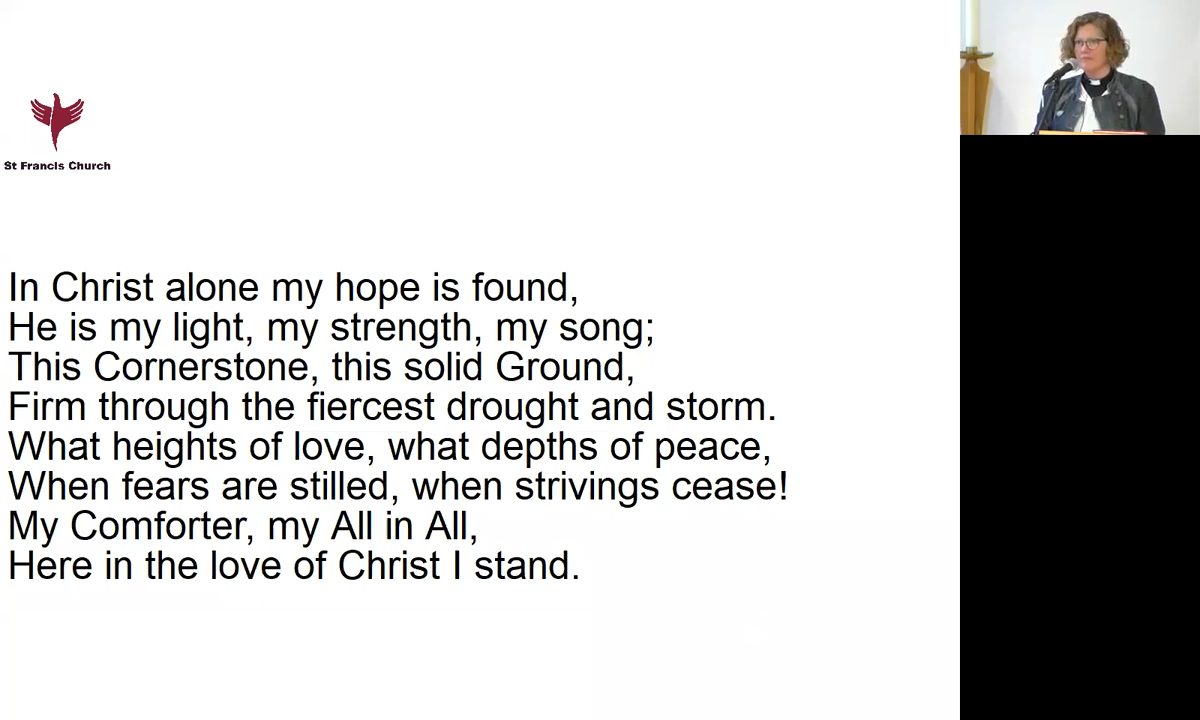 St Francis Church
In Christ alone my hope is found,
He is my light, my strength, my song;
This Cornerstone, this solid Ground,
Firm through the fiercest drought and storm.
What heights of love, what depths of peace,
When fears are stilled, when strivings cease!
My Comforter, my All in All,
Here in the love of Christ I stand.